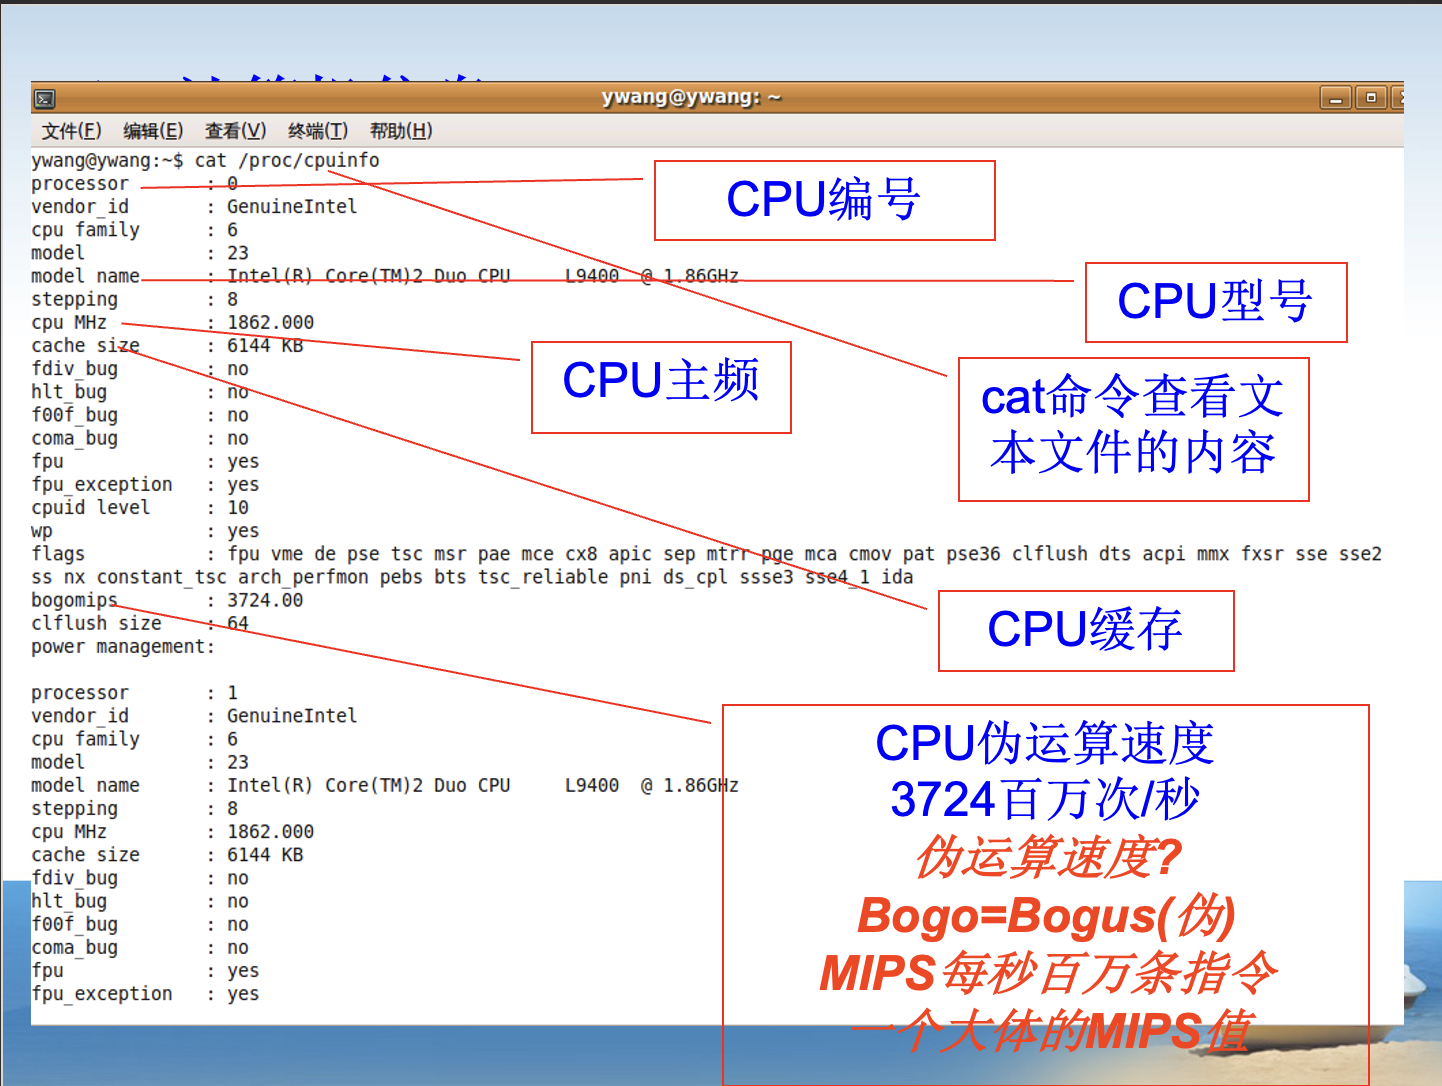 ywang@ywang: ~
文件(F) 编辑(E) 查看(V) 终端(T) 帮助(H)
ywang@ywang:~$ cat /proc/cpuinfo
processor : 0
vendor_id : GenuineIntel
cpu family : 6
model : 23
model name : Intel(R) Core(TM)2 Duo CPU L9400 @ 1.86GHz
stepping : 8
cpu MHz : 1862.000
cache size : 6144 KB
fdiv_bug : no
hlt_bug : no
f00f_bug : no
coma_bug : no
fpu : yes
fpu_exception : yes
cpuid level : 10
wp : yes
flags : fpu vme de pse tsc msr pae mce cx8 apic sep mtrr pge mca cmov pat pse36 clflush dts acpi mmx fxsr sse sse2
ss nx constant_tsc arch_perfmon pebs bts tsc_reliable pni ds_cpl ssse3 sse4_1 ida
bogomips : 3724.00
clflush size : 64
power management:
processor : 1
vendor_id : GenuineIntel
cpu family : 6
model : 23
model name : Intel(R) Core(TM)2 Duo CPU L9400 @ 1.86GHz
stepping : 8
cpu MHz : 1862.000
cache size : 6144 KB
fdiv_bug : no
hlt_bug : no
f00f_bug : no
coma_bug : no
fpu : yes
fpu_exception : yes
CPU编号
CPU型号
CPU主频
cat命令查看文
本文件的内容
CPU缓存
CPU伪运算速度
3724百万次/秒
伪运算速度?
Bogo=Bogus(伪)
MIPS每秒百万条指令
一个大体的MIPS值